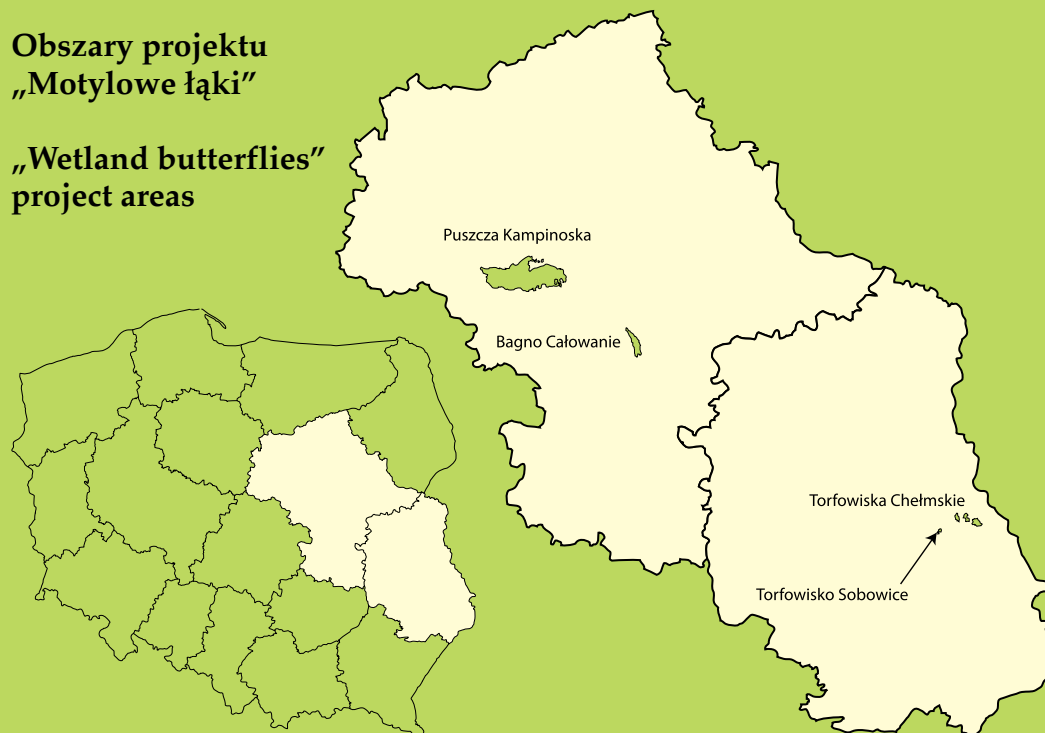 Obszary projektu
„Motylowe łąki”
„Wetland butterflies”
project areas
Puszcza Kampinoska
Bagno Całowanie
Torfowiska Chełmskie
Torfowisko Sobowice